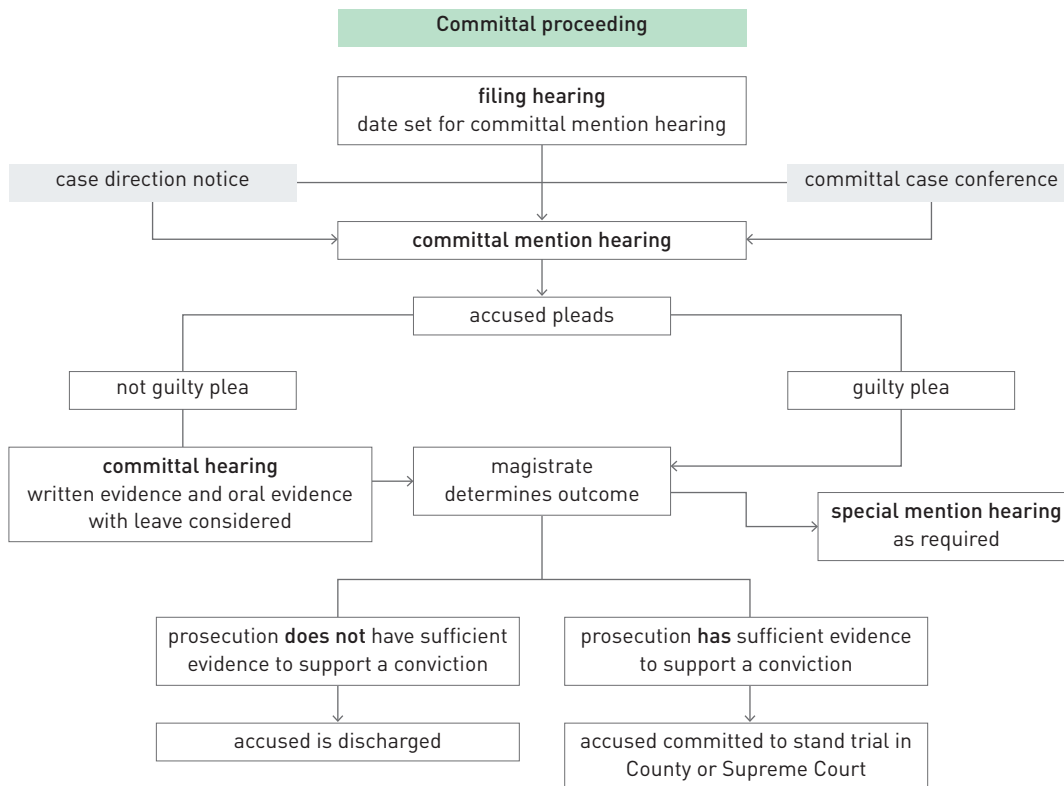 Committal proceeding
filing hearing
date set for committal mention hearing
case direction notice
committal case conference
committal mention hearing
accused pleads
not guilty plea
guilty plea
committal hearing
written evidence and oral evidence
with leave considered
magistrate
determines outcome
special mention hearing
as required
prosecution does not have sufficient
evidence to support a conviction
prosecution has sufficient evidence
to support a conviction
accused is discharged
accused committed to stand trial in
County or Supreme Court